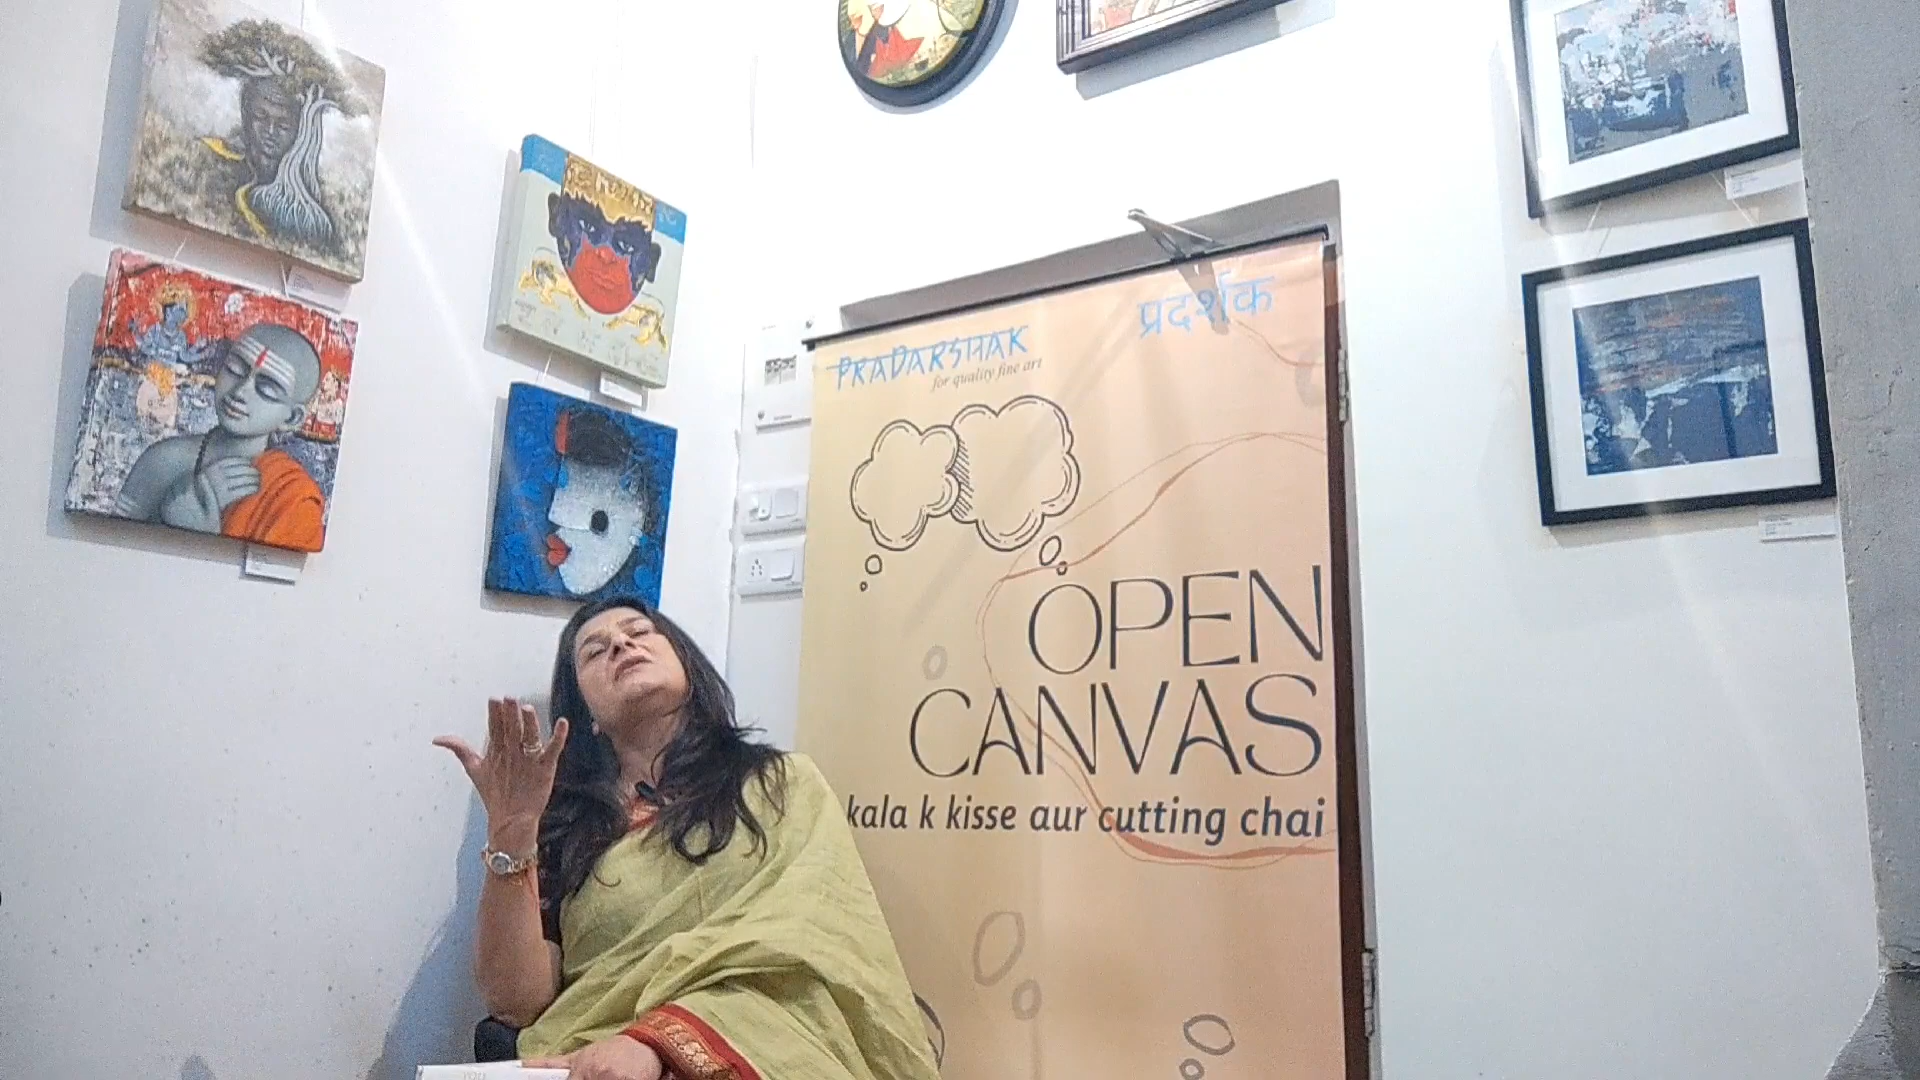 PRADARSHAK
for quality fine art
प्रदर्शक
OPEN
CANVAS
kala k kisse aur cutting chai